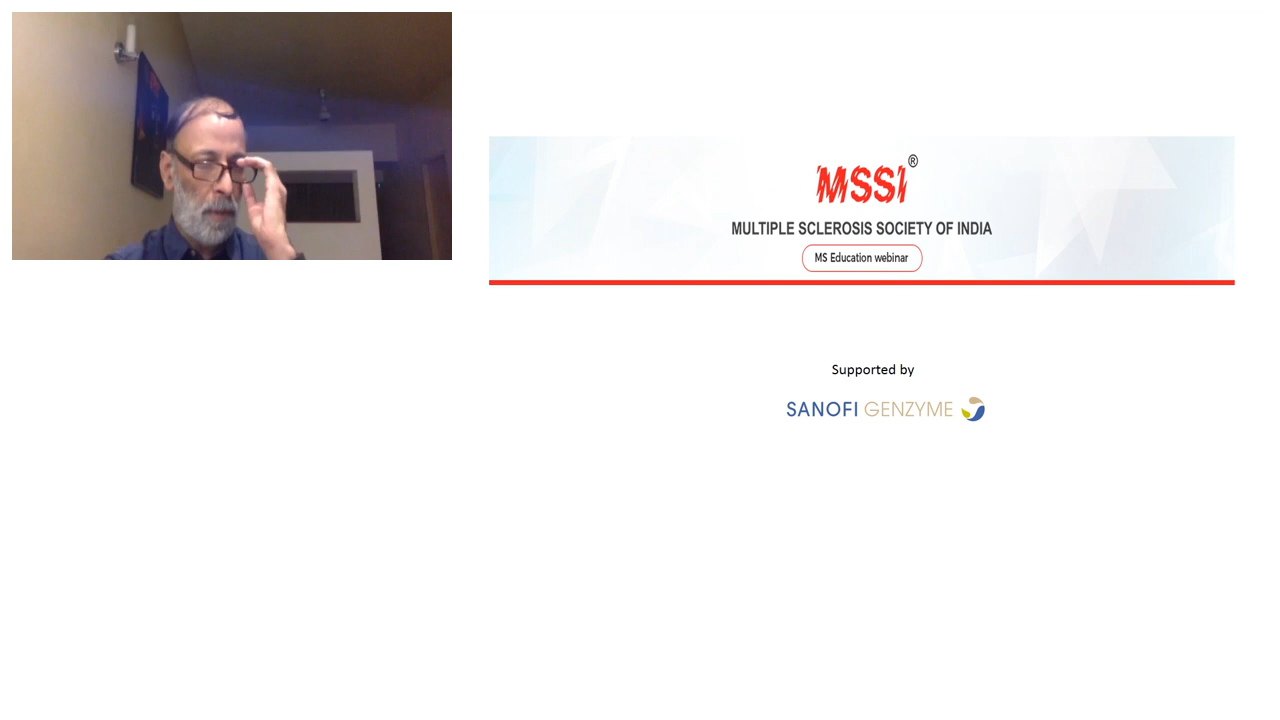 MSSI®
MULTIPLE SCLEROSIS SOCIETY OF INDIA
MS Education webinar
Supported by
SANOFI GENZYME